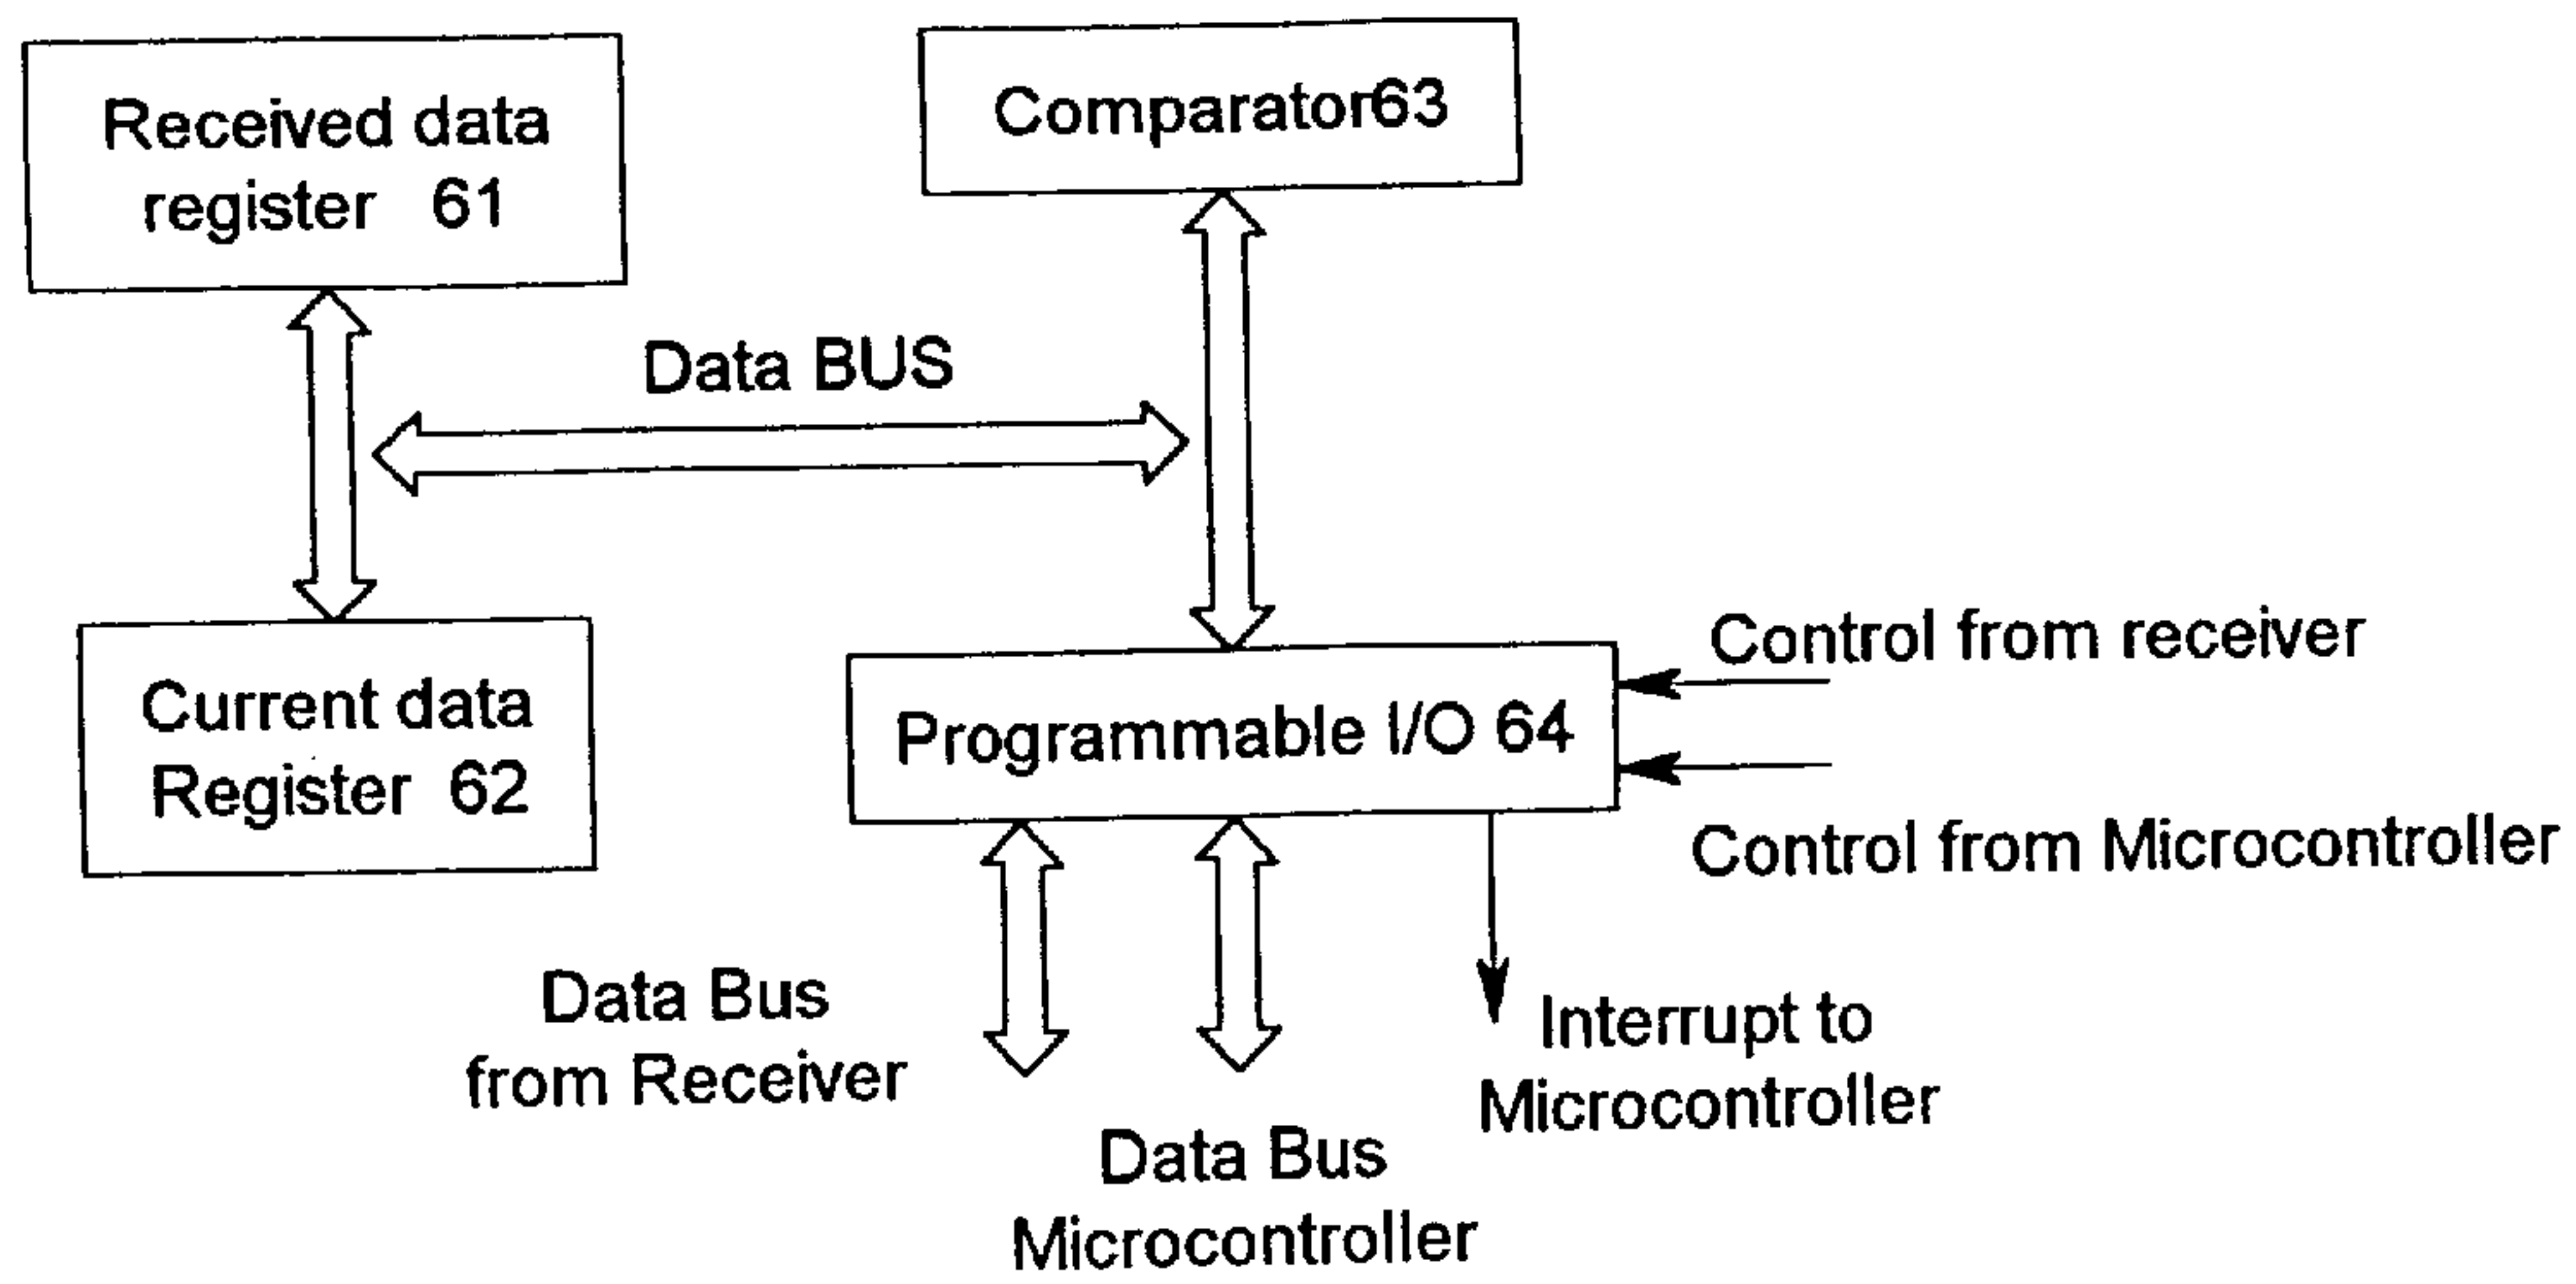 Received data
register 61
Comparator63
Data BUS
Current data
Register 62
Programmable I/O 64
Control from receiver
Control from Microcontroller
Data Bus
from Receiver
Interrupt to
Microcontroller
Data Bus
Microcontroller